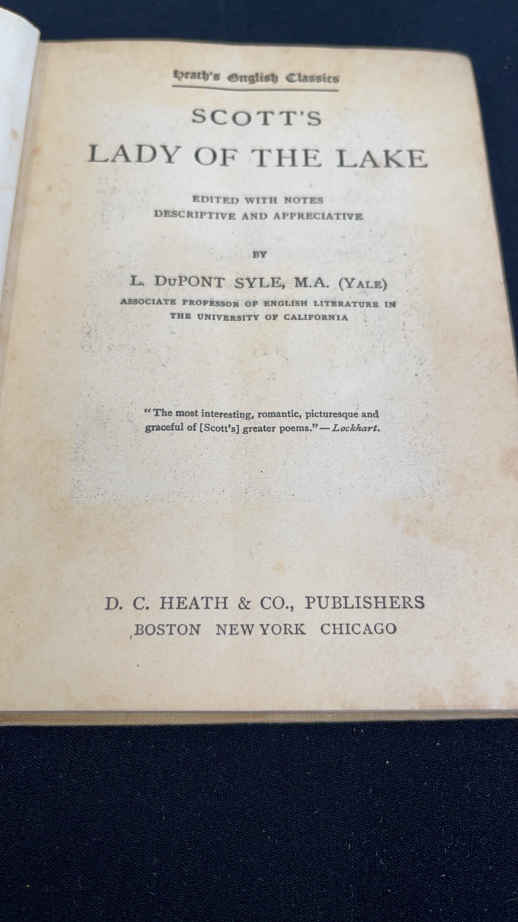 Heath's English Classics
SCOTT'S
LADY OF THE LAKE
EDITED WITH NOTES
DESCRIPTIVE AND APPRECIATIVE
BY
L. DuPONT SYLE, M.A. (YALE)
ASSOCIATE PROFESSOR OF ENGLISH LITERATURE IN
THE UNIVERSITY OF CALIFORNIA
"The most interesting, romantic, picturesque and
graceful of [Scott's] greater poems."—Lockhart.
D. C. HEATH & CO., PUBLISHERS
BOSTON NEW YORK CHICAGO